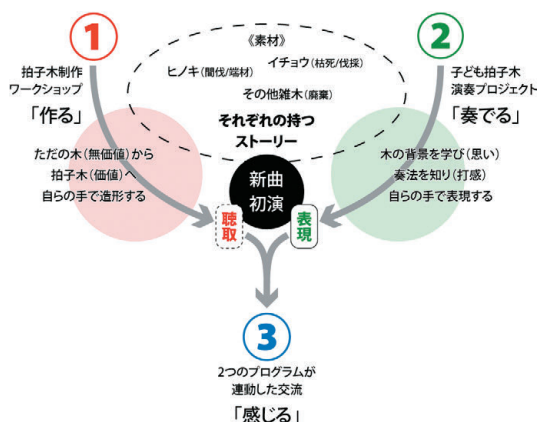 1
拍子木制作
ワークショップ
「作る」
ただの木（無価値）から
拍子木（価値）へ
自らの手で造形する
《素材》
ヒノキ（間伐/端材）
イチョウ（枯死/伐採）
その他雑木（廃棄）
それぞれの持つ
ストーリー
新曲
初演
聴取
表現
2
子ども拍子木
演奏プロジェクト
「奏でる」
木の背景を学び（思い）
奏法を知り（打感）
自らの手で表現する
3
2つのプログラムが
連動した交流
「感じる」